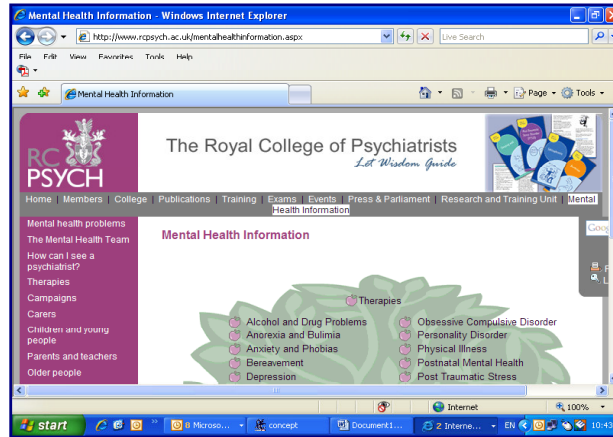 Mental Health Information - Windows Internet Explorer
http://www.rcpsych.ac.uk/mentalhealthinformation.aspx
Live Search
File Edit View Favorites Tools Help
Mental Health Information
Page
Tools
RC
PSYCH
The Royal College of Psychiatrists
Let Wisdom Guide
Home | Members | College | Publications | Training | Exams | Events | Press & Parliament | Research and Training Unit | Mental
Health Information
Mental health problems
The Mental Health Team
How can I see a
psychiatrist?
Therapies
Campaigns
Carers
Children and young
people
Parents and teachers
Older people
Mental Health Information
Therapies
Alcohol and Drug Problems
Anorexia and Bulimia
Anxiety and Phobias
Bereavement
Depression
Obsessive Compulsive Disorder
Personality Disorder
Physical Illness
Postnatal Mental Health
Post Traumatic Stress
Internet
100%
start
8 Microso...
concept
Document1...
2 Interne...
EN
10:43